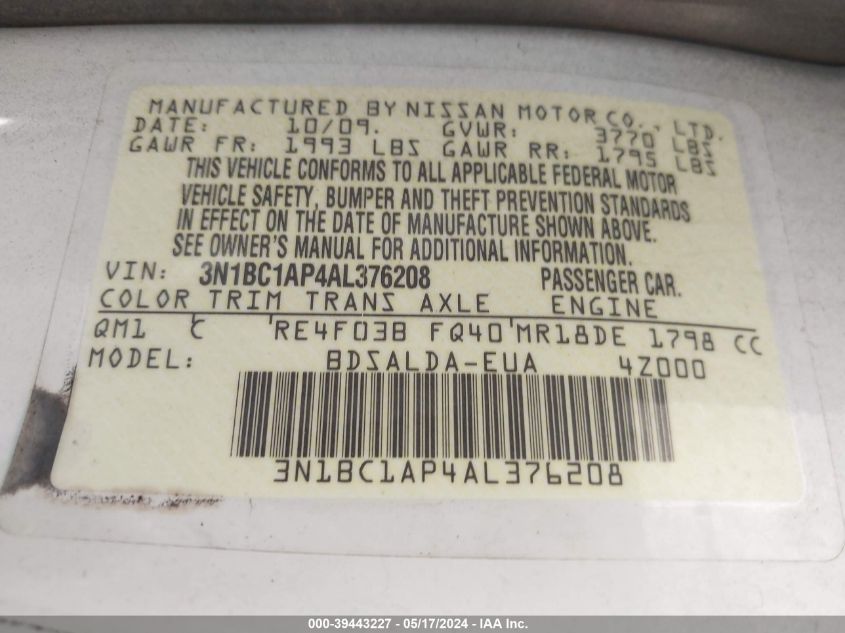 MANUFACTURED BY NISSAN MOTOR CO., LTD.
DATE: 10/09. GVWR: 3770 LBS
GAWR FR: 1993 LBS GAWR RR: 1795 LBS
THIS VEHICLE CONFORMS TO ALL APPLICABLE FEDERAL MOTOR
VEHICLE SAFETY, BUMPER AND THEFT PREVENTION STANDARDS
IN EFFECT ON THE DATE OF MANUFACTURE SHOWN ABOVE.
SEE OWNER'S MANUAL FOR ADDITIONAL INFORMATION.
VIN: 3N1BC1AP4AL376208 PASSENGER CAR.
COLOR TRIM TRANS AXLE ENGINE
QM1 C RE4F03B FQ40 MR18DE 1798 CC
MODEL: BDSALDA-EUA 4Z000
3N1BC1AP4AL376208
000-39443227 - 05/17/2024 - IAA Inc.